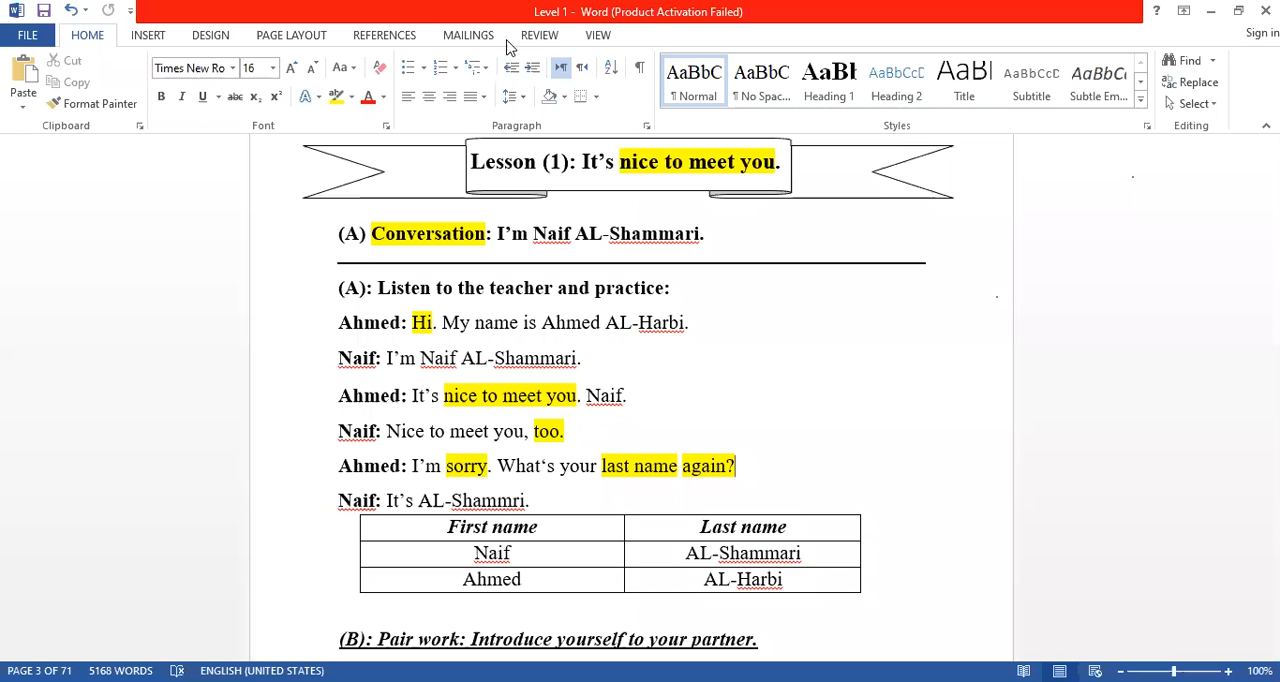 Level 1 - Word (Product Activation Failed)
?
FILE HOME INSERT DESIGN PAGE LAYOUT REFERENCES MAILINGS REVIEW VIEW Sign in
Paste
Cut
Copy
Format Painter
Clipboard
Times New Ro 16
Font
Paragraph
AaBbC AaBbC AaBb AaBbCcD AaBb AaBbCcD AaBbC
¶ Normal ¶ No Spac... Heading 1 Heading 2 Title Subtitle Subtle Em...
Styles
Find
Replace
Select
Editing
Lesson (1): It’s nice to meet you.
(A) Conversation: I’m Naif AL-Shammari.
(A): Listen to the teacher and practice:
Ahmed: Hi. My name is Ahmed AL-Harbi.
Naif: I’m Naif AL-Shammari.
Ahmed: It’s nice to meet you. Naif.
Naif: Nice to meet you, too.
Ahmed: I’m sorry. What‘s your last name again?
Naif: It’s AL-Shammri.
First name Last name
Naif AL-Shammari
Ahmed AL-Harbi
(B): Pair work: Introduce yourself to your partner.
PAGE 3 OF 71 5168 WORDS ENGLISH (UNITED STATES) 100%